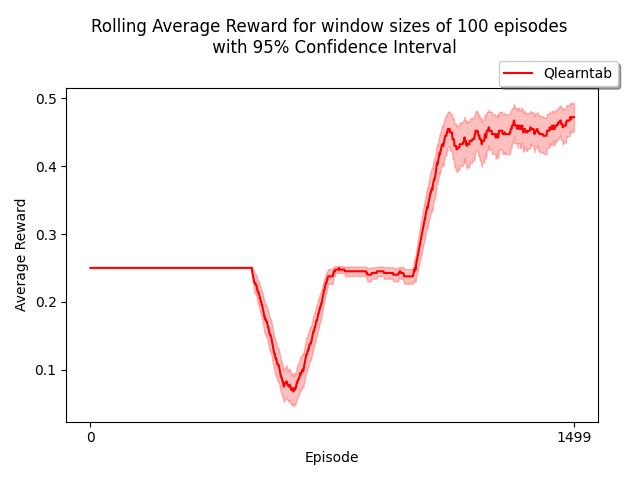 Rolling Average Reward for window sizes of 100 episodes
with 95% Confidence Interval
Qlearntab
0.5
0.4
0.3
0.2
0.1
Average Reward
0 1499
Episode